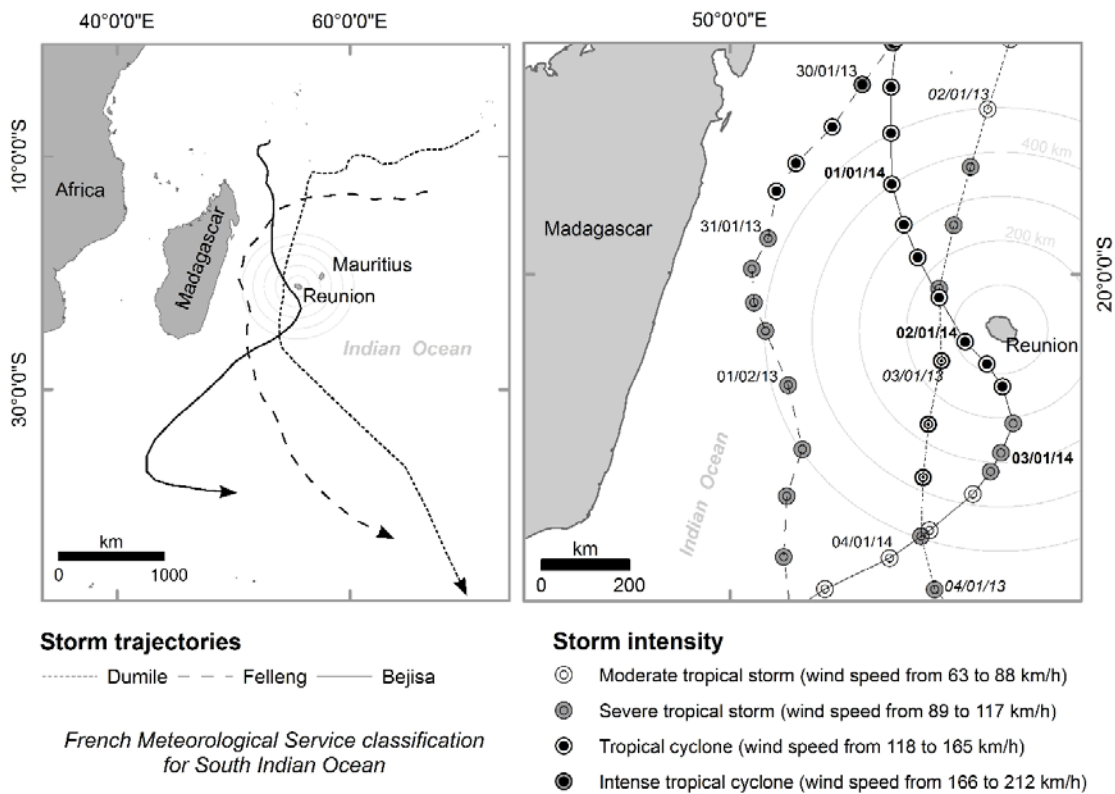 40°0'0"E
60°0'0"E
50°0'0"E
10°0'0"S
30°0'0"S
20°0'0"S
Africa
Madagascar
Mauritius
Reunion
Indian Ocean
km
0 1000
30/01/13
02/01/13
400 km
01/01/14
Madagascar
31/01/13
200 km
02/01/14
Reunion
03/01/13
01/02/13
03/01/14
Indian Ocean
04/01/14
04/01/13
km
0 200
Storm trajectories
Dumile Felleng Bejisa
French Meteorological Service classification
for South Indian Ocean
Storm intensity
Moderate tropical storm (wind speed from 63 to 88 km/h)
Severe tropical storm (wind speed from 89 to 117 km/h)
Tropical cyclone (wind speed from 118 to 165 km/h)
Intense tropical cyclone (wind speed from 166 to 212 km/h)